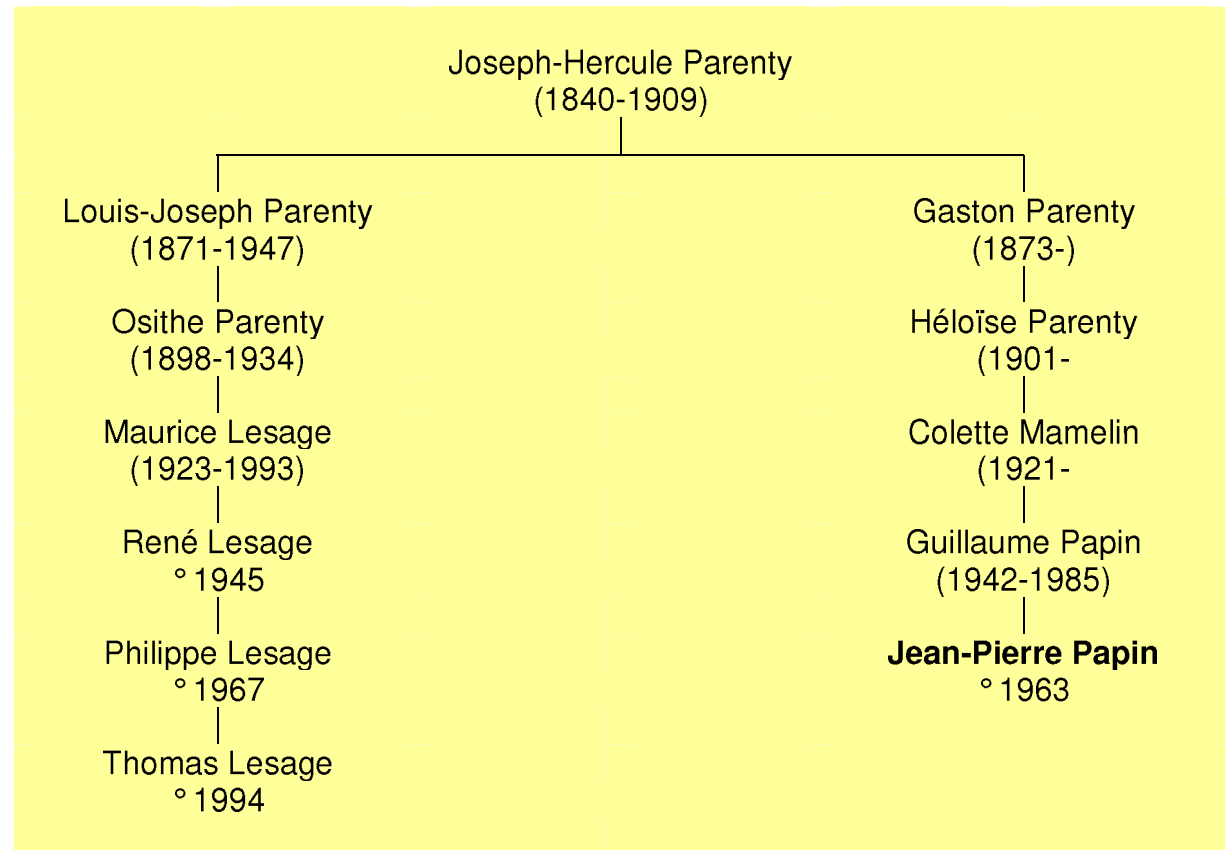 Joseph-Hercule Parenty
(1840-1909)
Louis-Joseph Parenty
(1871-1947)
Osithe Parenty
(1898-1934)
Maurice Lesage
(1923-1993)
René Lesage
° 1945
Philippe Lesage
° 1967
Thomas Lesage
° 1994
Gaston Parenty
(1873-)
Héloïse Parenty
(1901-
Colette Mamelin
(1921-
Guillaume Papin
(1942-1985)
Jean-Pierre Papin
° 1963